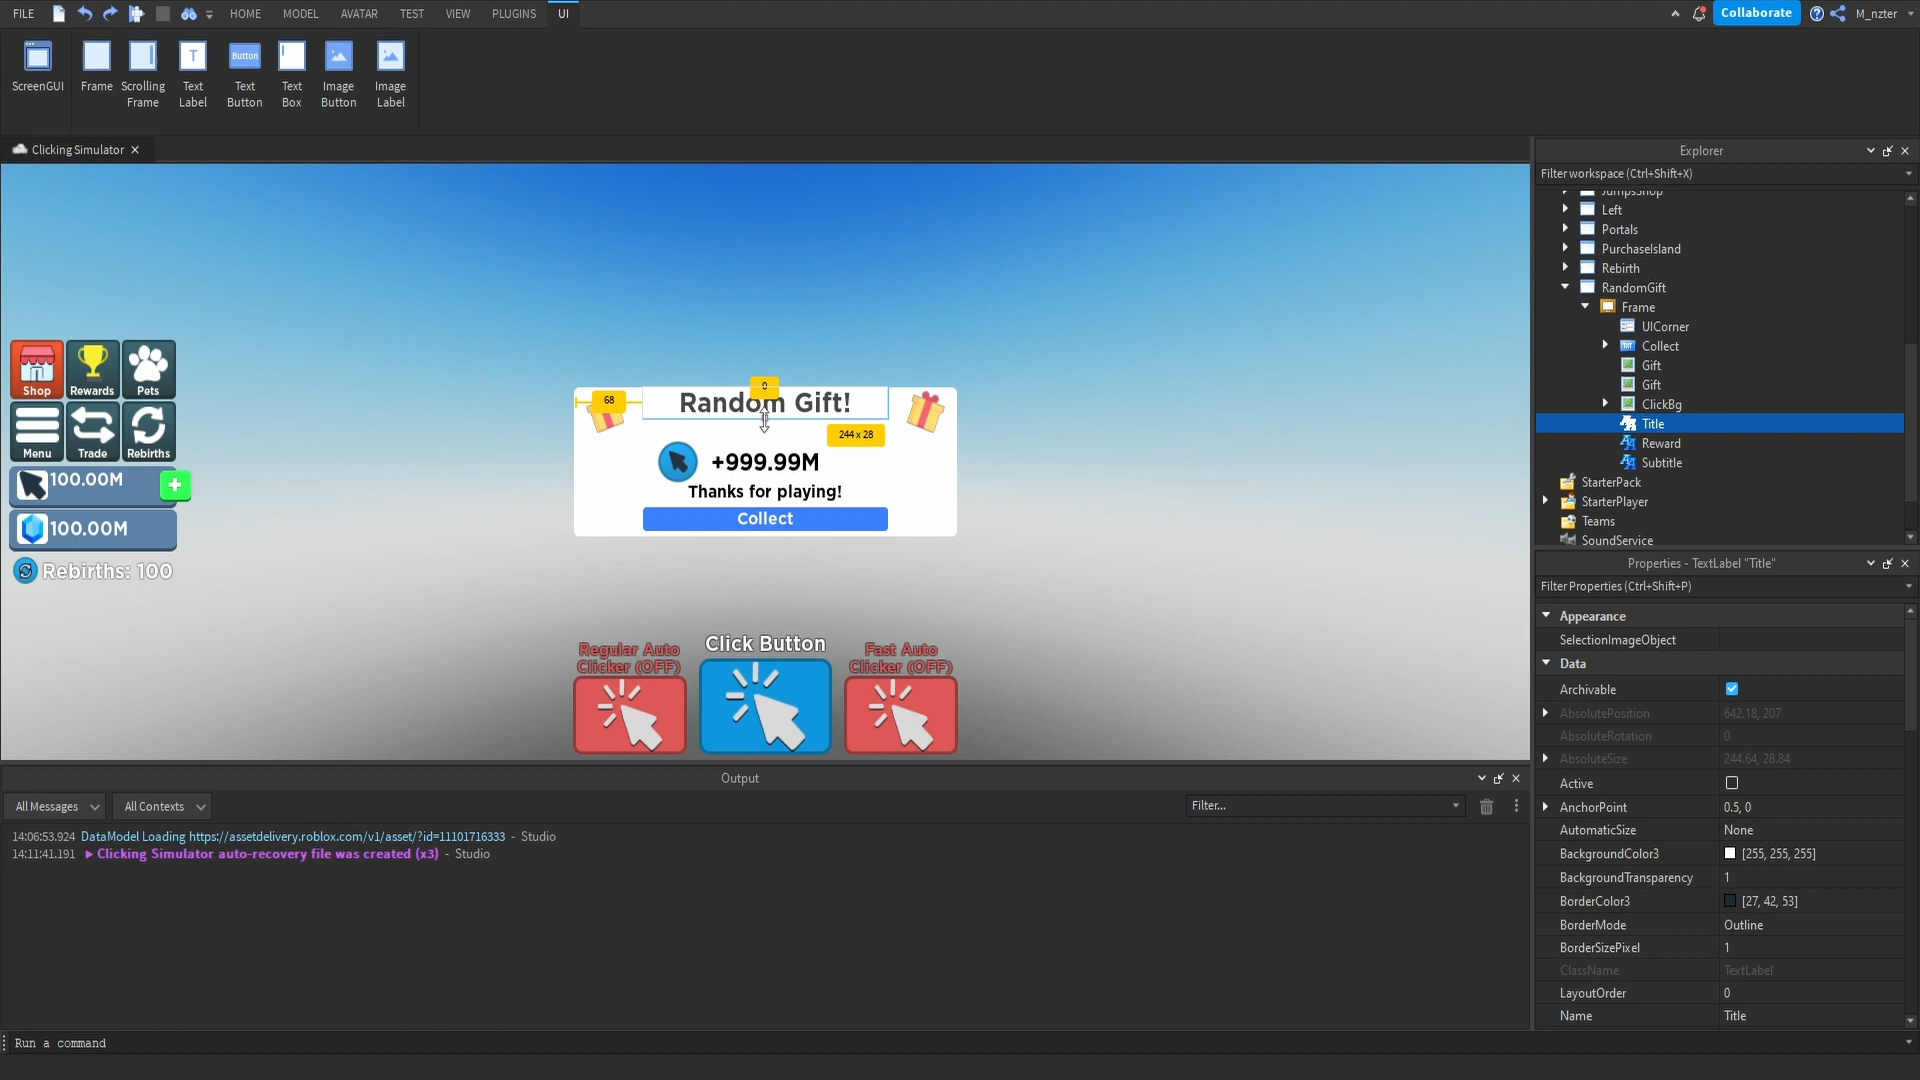 FILE HOME MODEL AVATAR TEST VIEW PLUGINS UI Collaborate M_nzter
ScreenGUI Frame Scrolling Frame Text Label Text Button Button Text Box Image Button Image Label
Clicking Simulator
Shop Rewards Pets
Menu Trade Rebirths
100.00M
100.00M
Rebirths: 100
68
0
Random Gift!
244 x 28
+999.99M
Thanks for playing!
Collect
Regular Auto Clicker (OFF)
Click Button
Fast Auto Clicker (OFF)
Explorer
Filter workspace (Ctrl+Shift+X)
JumpsShop
Left
Portals
PurchaseIsland
Rebirth
RandomGift
Frame
UICorner
Collect
Gift
Gift
ClickBg
Title
Reward
Subtitle
StarterPack
StarterPlayer
Teams
SoundService
Properties - TextLabel "Title"
Filter Properties (Ctrl+Shift+P)
Appearance
SelectionImageObject
Data
Archivable
AbsolutePosition 642.18, 207
AbsoluteRotation 0
AbsoluteSize 244.64, 28.84
Active
AnchorPoint 0.5, 0
AutomaticSize None
BackgroundColor3 [255, 255, 255]
BackgroundTransparency 1
BorderColor3 [27, 42, 53]
BorderMode Outline
BorderSizePixel 1
ClassName TextLabel
LayoutOrder 0
Name Title
Output
All Messages All Contexts Filter...
14:06:53.924 DataModel Loading https://assetdelivery.roblox.com/v1/asset/?id=11101716333 - Studio
14:11:41.191 Clicking Simulator auto-recovery file was created (x3) - Studio
Run a command